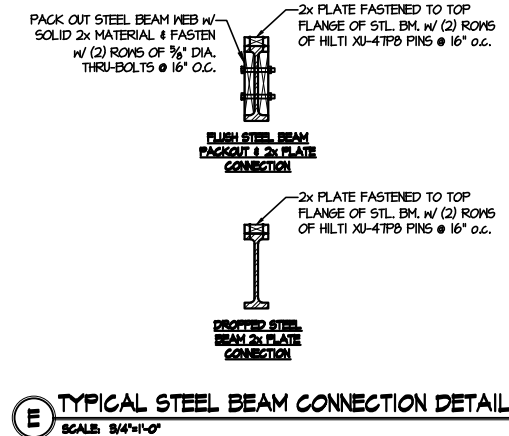 PACK OUT STEEL BEAM WEB W/
SOLID 2x MATERIAL & FASTEN
W/ (2) ROWS OF 5/8" DIA.
THRU-BOLTS @ 16" O.C.
2x PLATE FASTENED TO TOP
FLANGE OF STL. BM. W/ (2) ROWS
OF HILTI XU-47P8 PINS @ 16" o.c.
FLUSH STEEL BEAM
PACKOUT & 2x PLATE
CONNECTION
2x PLATE FASTENED TO TOP
FLANGE OF STL. BM. W/ (2) ROWS
OF HILTI XU-47P8 PINS @ 16" o.c.
DROPPED STEEL
BEAM 2x PLATE
CONNECTION
E
TYPICAL STEEL BEAM CONNECTION DETAIL
SCALE: 3/4"=1'-0"